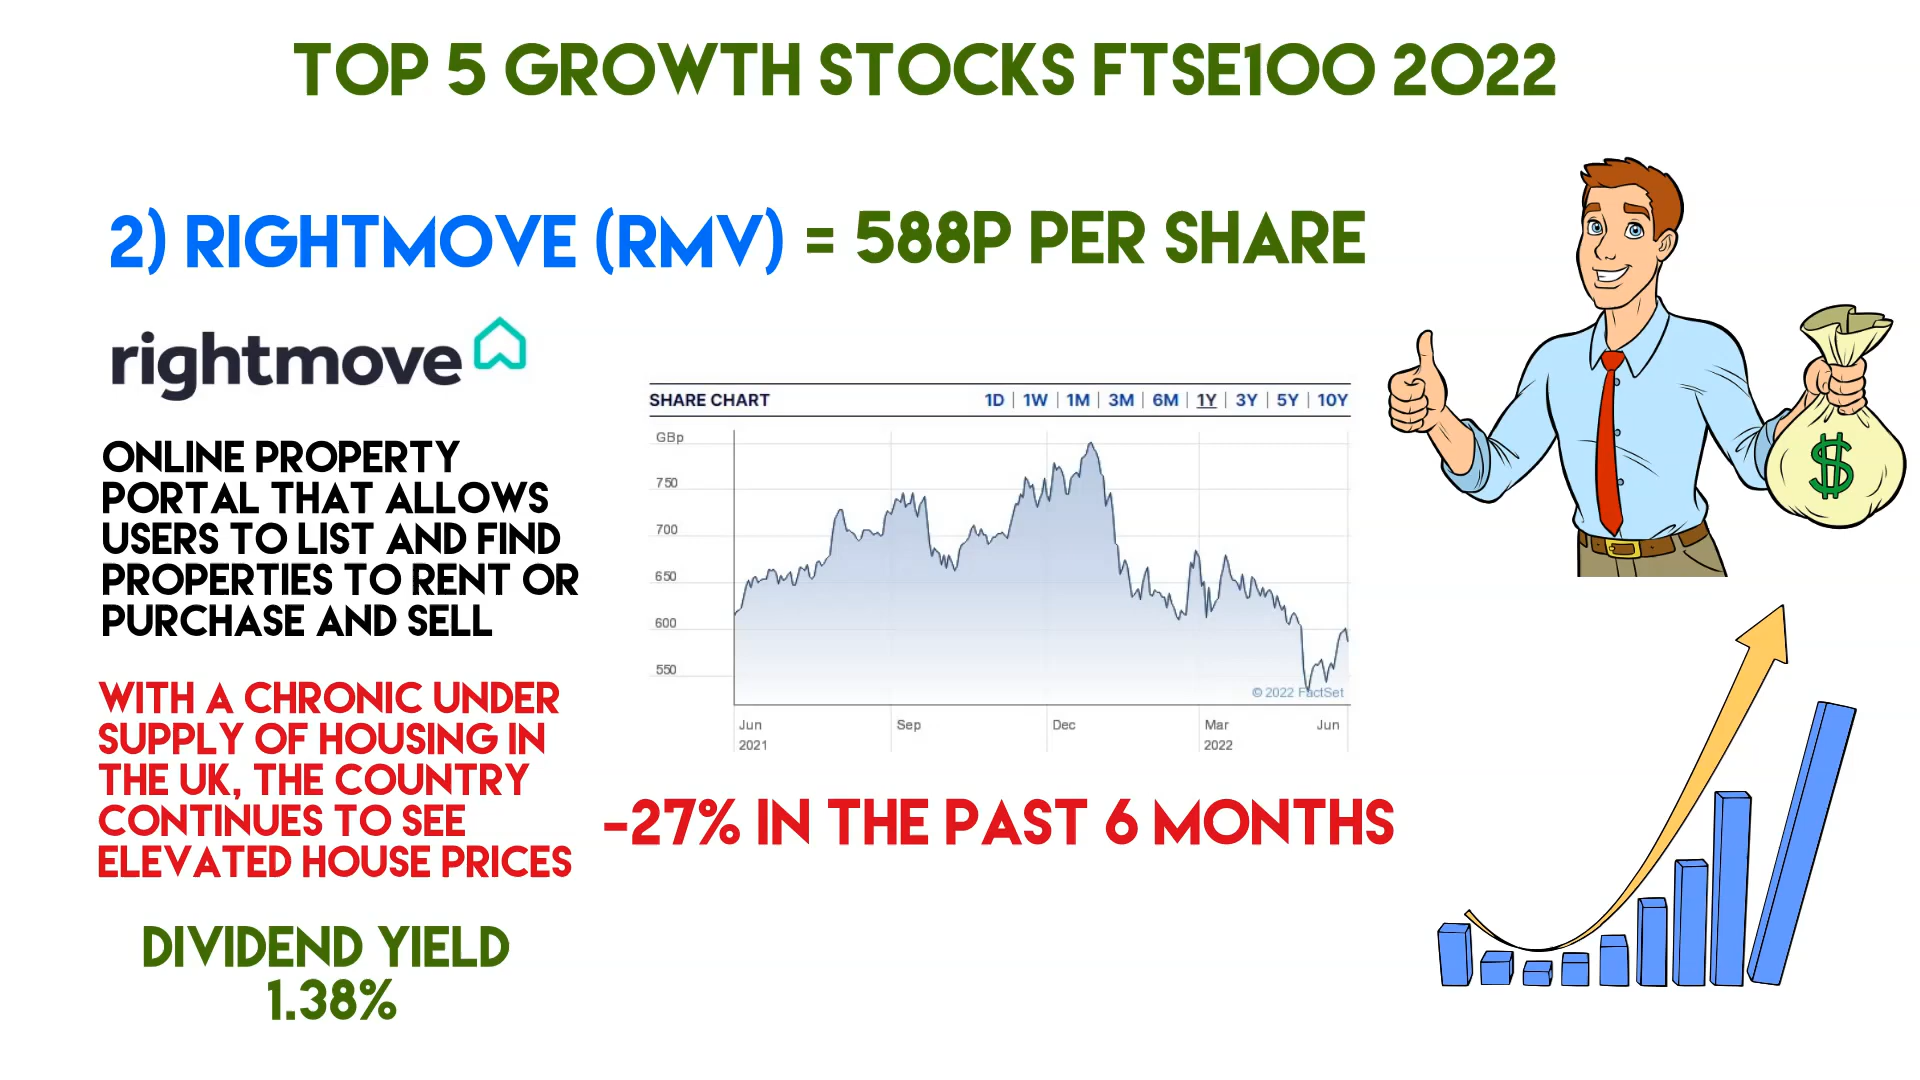 TOP 5 GROWTH STOCKS FTSE100 2022
2) RIGHTMOVE (RMV) = 588P PER SHARE
rightmove
ONLINE PROPERTY
PORTAL THAT ALLOWS
USERS TO LIST AND FIND
PROPERTIES TO RENT OR
PURCHASE AND SELL
WITH A CHRONIC UNDER
SUPPLY OF HOUSING IN
THE UK, THE COUNTRY
CONTINUES TO SEE
ELEVATED HOUSE PRICES
DIVIDEND YIELD
1.38%
SHARE CHART 1D | 1W | 1M | 3M | 6M | 1Y | 3Y | 5Y | 10Y
GBp
750
700
650
600
550
© 2022 FactSet
Jun Sep Dec Mar Jun
2021 2022
-27% IN THE PAST 6 MONTHS
$